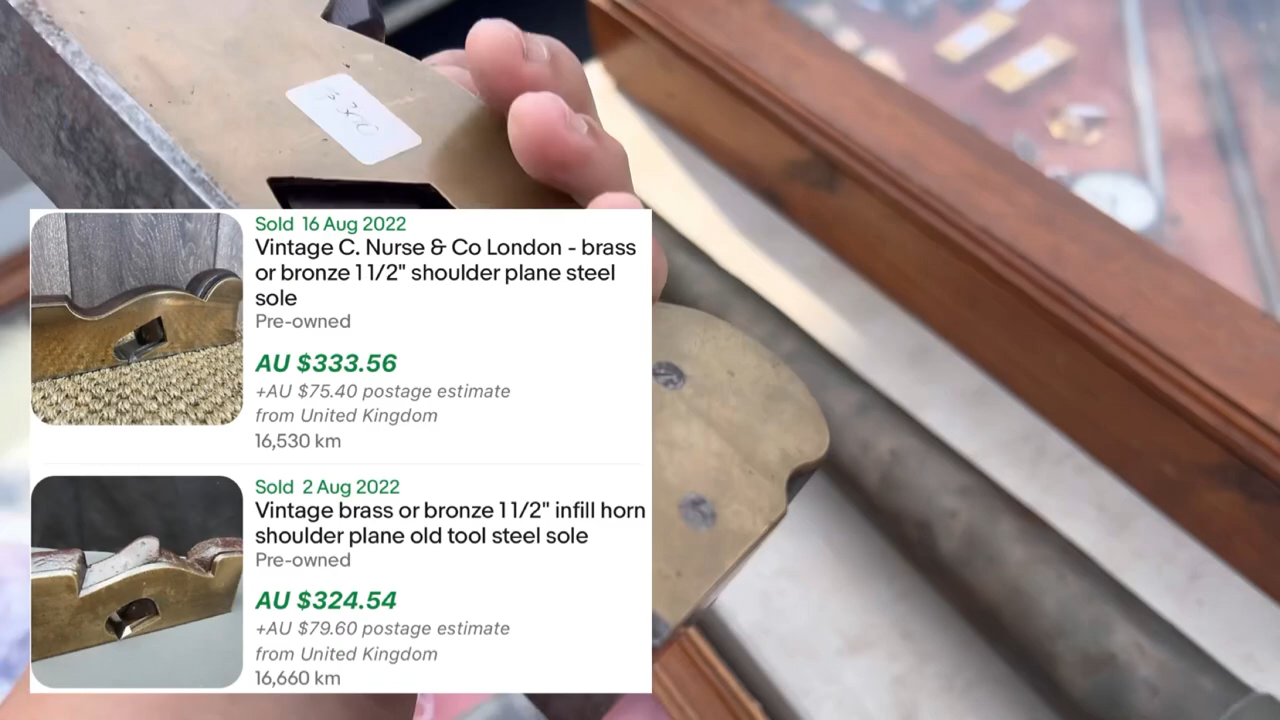 Sold 16 Aug 2022
Vintage C. Nurse & Co London - brass
or bronze 1 1/2" shoulder plane steel
sole
Pre-owned
AU $333.56
+AU $75.40 postage estimate
from United Kingdom
16,530 km
Sold 2 Aug 2022
Vintage brass or bronze 1 1/2" infill horn
shoulder plane old tool steel sole
Pre-owned
AU $324.54
+AU $79.60 postage estimate
from United Kingdom
16,660 km